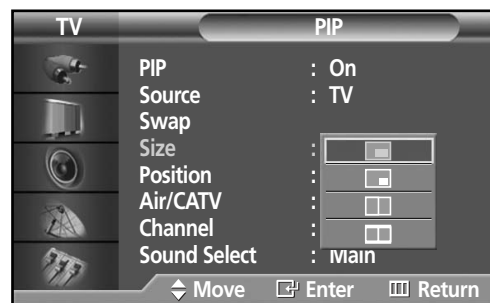 TV PIP
PIP : On
Source : TV
Swap
Size :
Position :
Air/CATV :
Channel :
Sound Select : Main
Move Enter Return